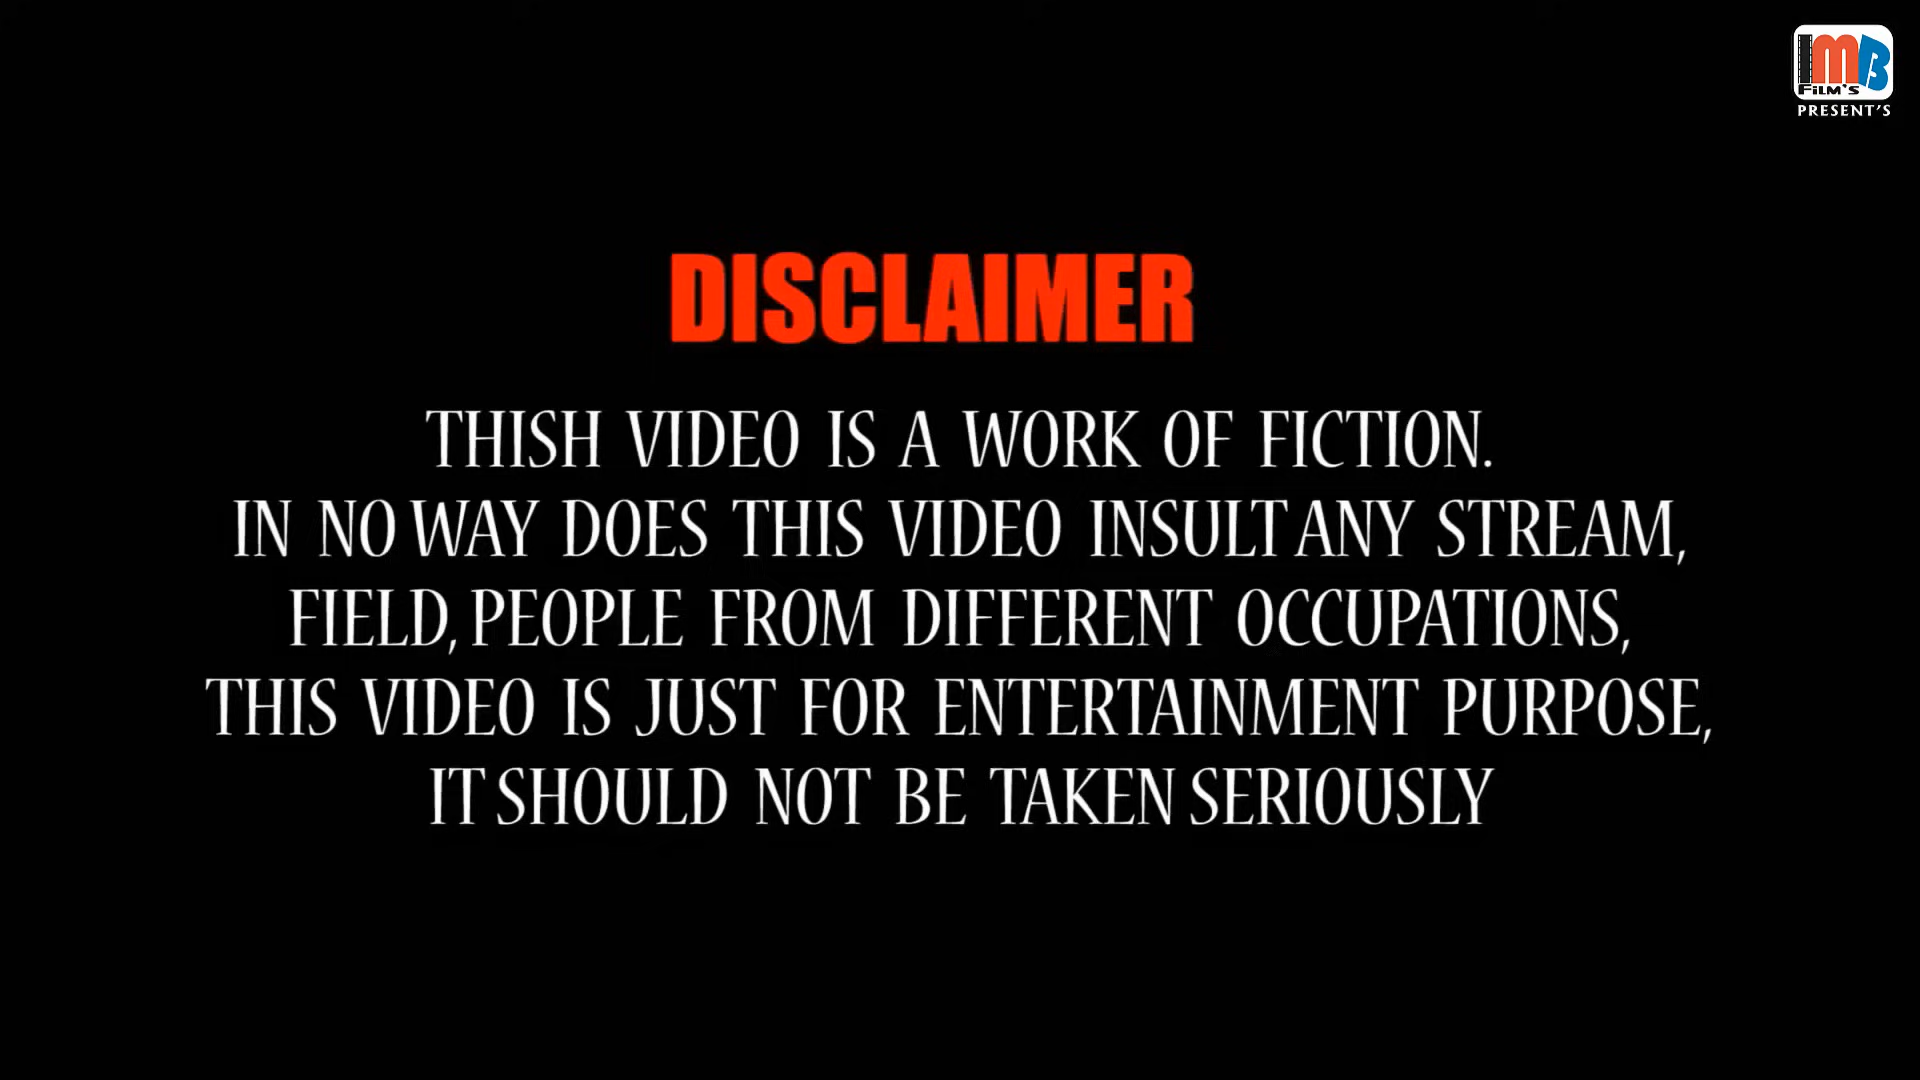 IMB
FiLM'S
PRESENT'S
DISCLAIMER
THISH VIDEO IS A WORK OF FICTION.
IN NO WAY DOES THIS VIDEO INSULT ANY STREAM,
FIELD, PEOPLE FROM DIFFERENT OCCUPATIONS,
THIS VIDEO IS JUST FOR ENTERTAINMENT PURPOSE,
IT SHOULD NOT BE TAKEN SERIOUSLY